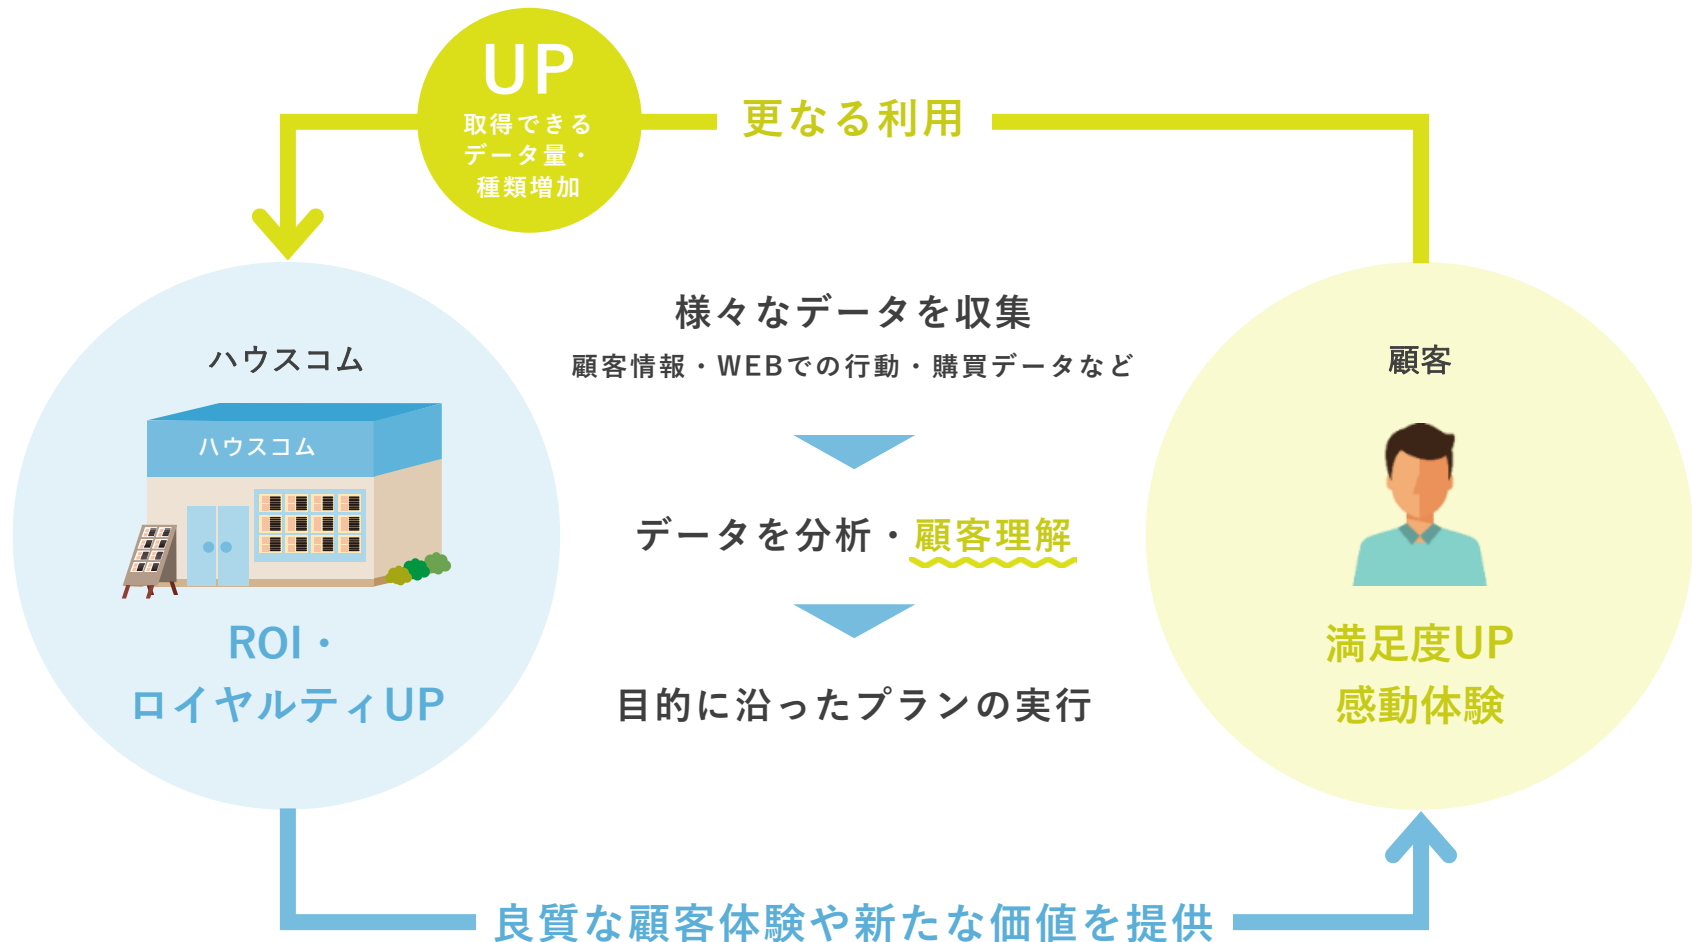 UP
取得できる
データ量・
種類増加
更なる利用
ハウスコム
ハウスコム
ROI・
ロイヤルティUP
様々なデータを収集
顧客情報・WEBでの行動・購買データなど
データを分析・顧客理解
目的に沿ったプランの実行
顧客
満足度UP
感動体験
良質な顧客体験や新たな価値を提供